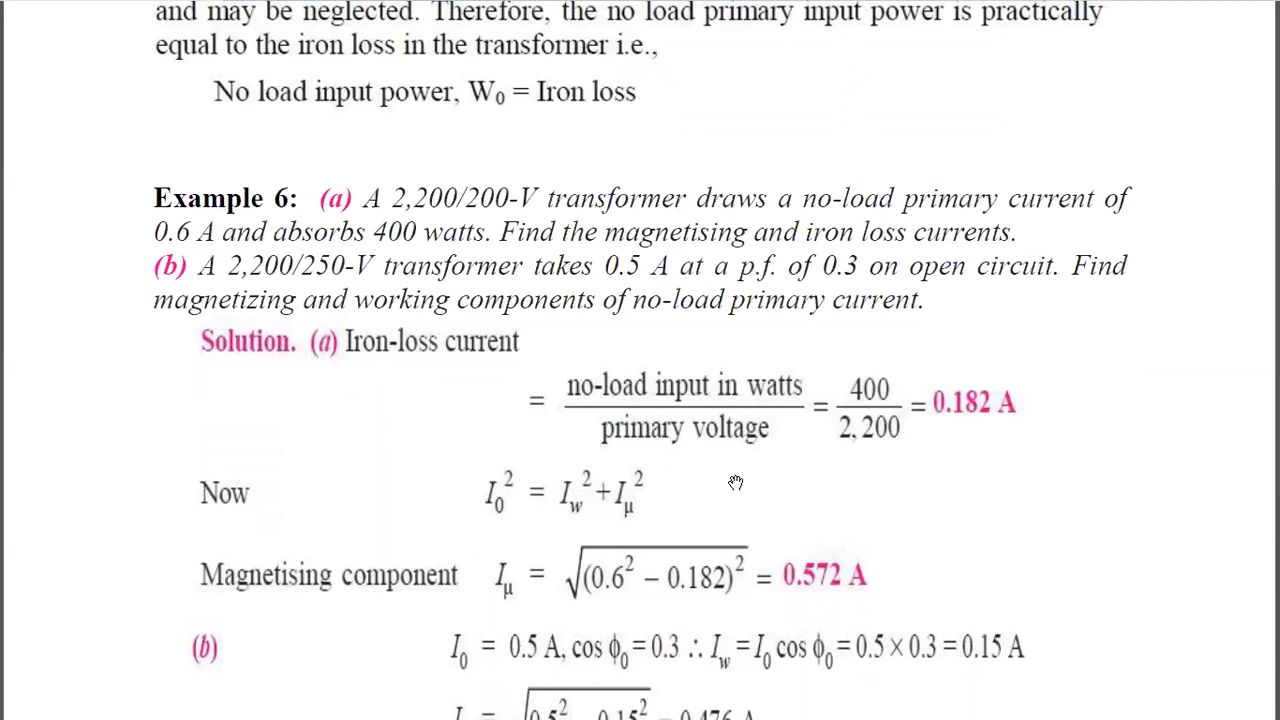 and may be neglected. Therefore, the no load primary input power is practically
equal to the iron loss in the transformer i.e.,
No load input power, W₀ = Iron loss
Example 6: (a) A 2,200/200-V transformer draws a no-load primary current of
0.6 A and absorbs 400 watts. Find the magnetising and iron loss currents.
(b) A 2,200/250-V transformer takes 0.5 A at a p.f. of 0.3 on open circuit. Find
magnetizing and working components of no-load primary current.
Solution. (a) Iron-loss current
= no-load input in watts / primary voltage = 400 / 2,200 = 0.182 A
Now I₀² = I_w² + I_μ²
Magnetising component I_μ = √(0.6² − 0.182)² = 0.572 A
(b) I₀ = 0.5 A, cos ϕ₀ = 0.3 ∴ I_w = I₀ cos ϕ₀ = 0.5 × 0.3 = 0.15 A